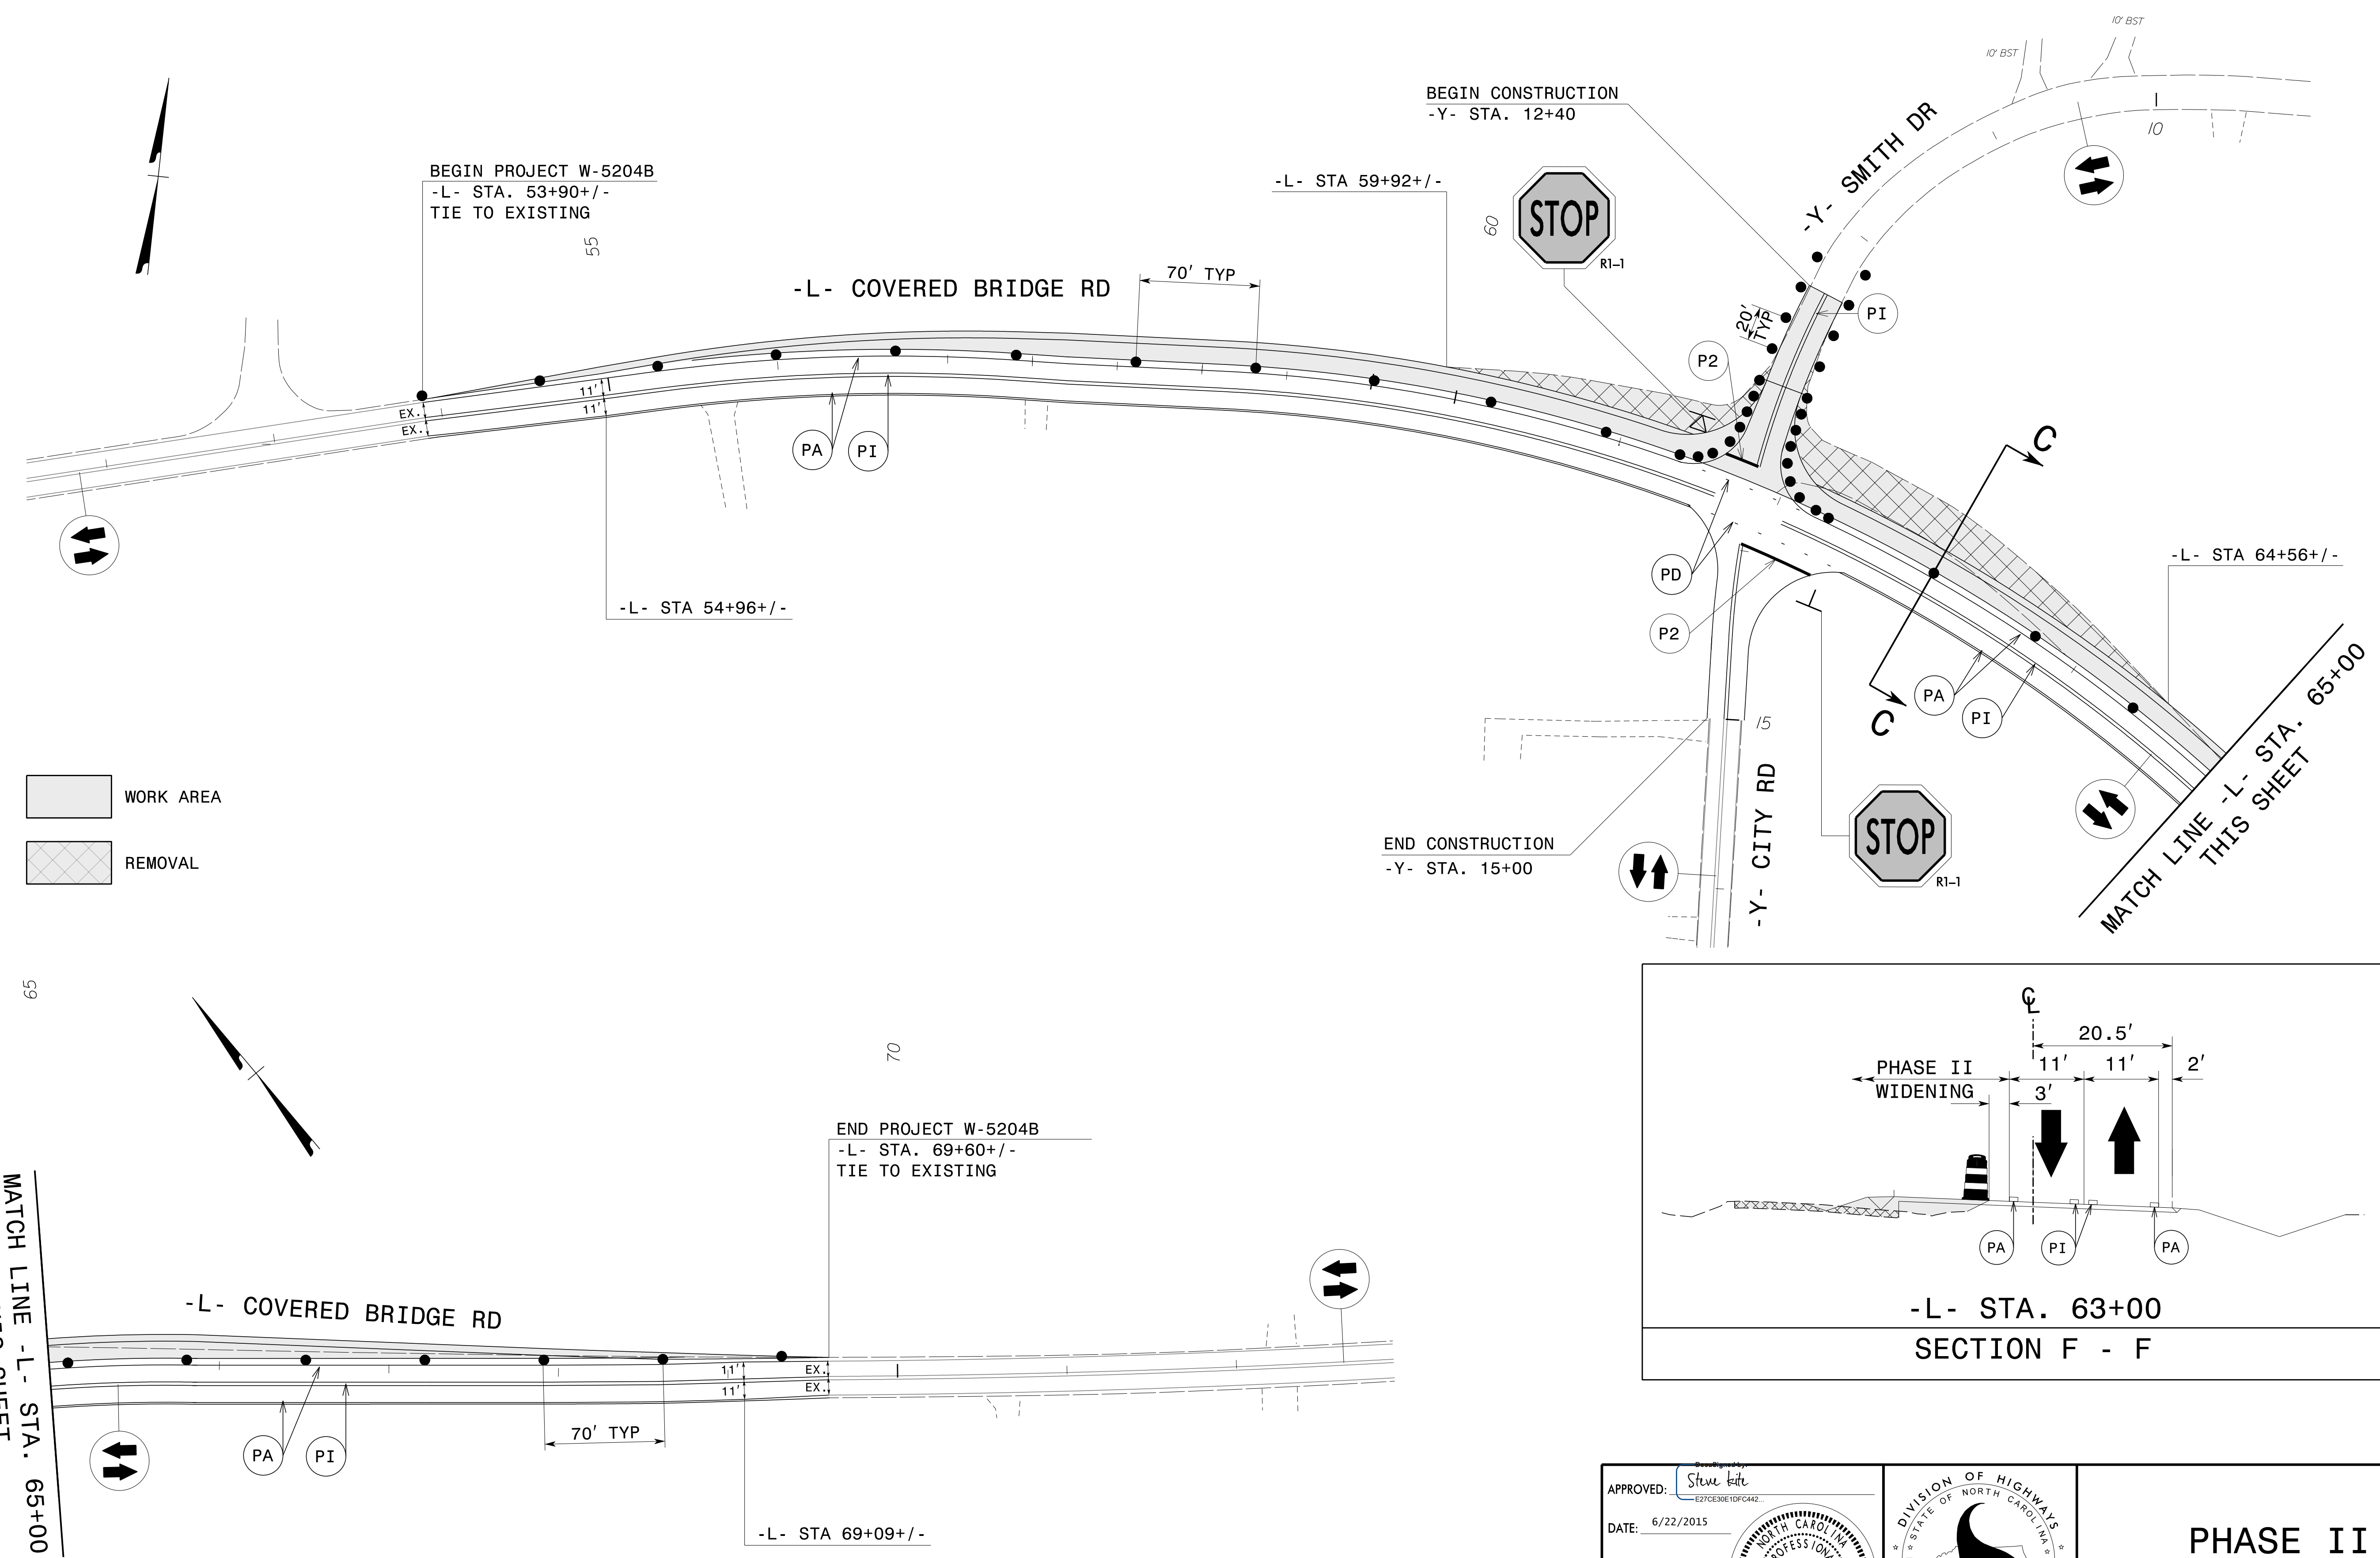 10' BST
10' BST
BEGIN CONSTRUCTION
-Y- STA. 12+40
-Y- SMITH DR
10
BEGIN PROJECT W-5204B
-L- STA. 53+90+/-
TIE TO EXISTING
-L- STA 59+92+/-
60
STOP
R1-1
55
-L- COVERED BRIDGE RD
70' TYP
20'
TYP
PI
P2
11'
11'
EX.
EX.
PA
PI
C
-L- STA 54+96+/-
PD
P2
-L- STA 64+56+/-
PA
PI
C
15
MATCH LINE -L- STA. 65+00
THIS SHEET
WORK AREA
REMOVAL
-Y- CITY RD
END CONSTRUCTION
-Y- STA. 15+00
STOP
R1-1
65
70
END PROJECT W-5204B
-L- STA. 69+60+/-
TIE TO EXISTING
MATCH LINE -L- STA. 65+00
SHEET
-L- COVERED BRIDGE RD
11'
11'
EX.
EX.
PA
PI
70' TYP
-L- STA 69+09+/-
CL
20.5'
PHASE II
WIDENING
11'
11'
2'
3'
PA
PI
PA
-L- STA. 63+00
SECTION F - F
DocuSigned by:
APPROVED: Steve Kite
E27CE30E1DFC442...
DATE: 6/22/2015
NORTH CAROLINA
DIVISION OF HIGHWAYS
STATE OF NORTH CAROLINA
PHASE II